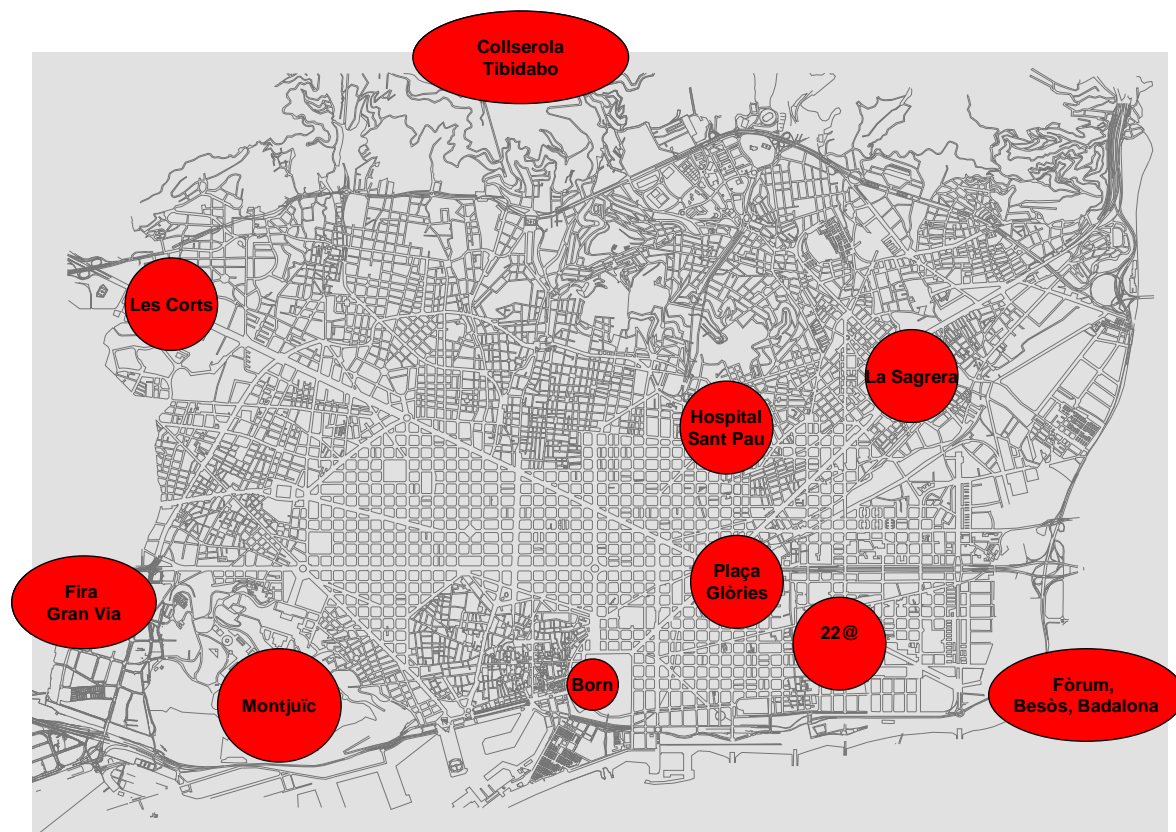 Collserola
Tibidabo
Les Corts
La Sagrera
Hospital
Sant Pau
Plaça
Glòries
Fira
Gran Via
22@
Born
Montjuïc
Fòrum,
Besòs, Badalona